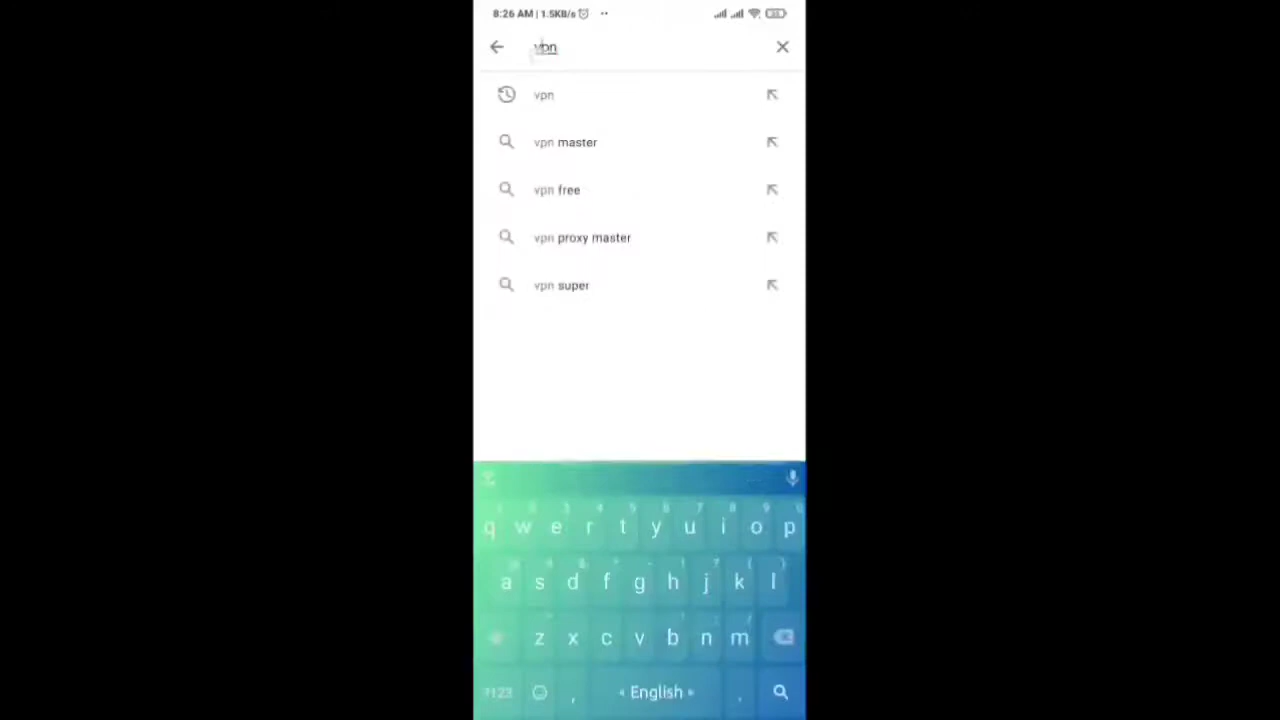 8:26 AM | 1.5KB/s
vpn
vpn
vpn master
vpn free
vpn proxy master
vpn super
q w e r t y u i o p
a s d f g h j k l
z x c v b n m
?123 , English .